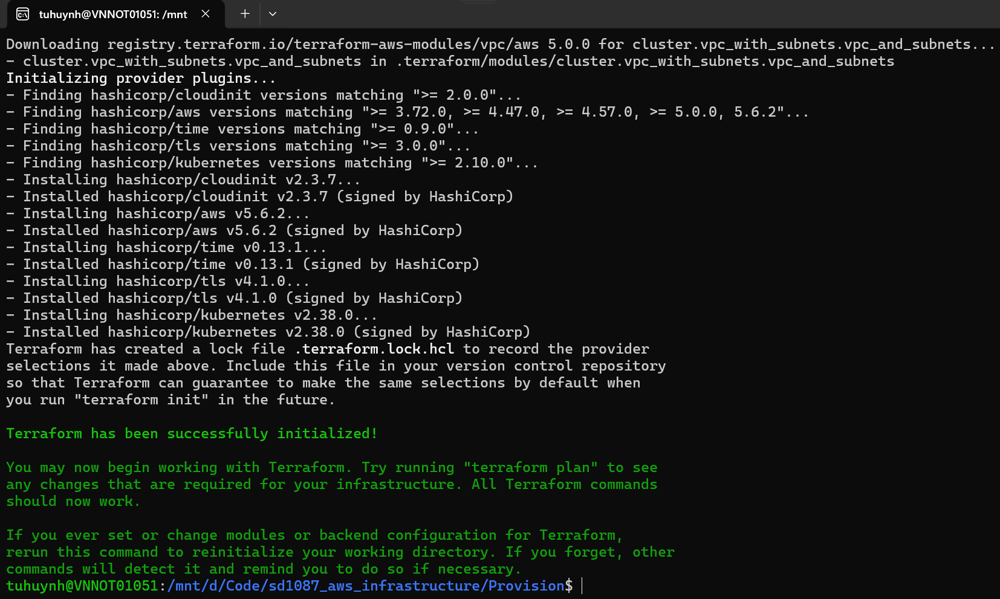 tuhuynh@VNNOT01051: /mnt
Downloading registry.terraform.io/terraform-aws-modules/vpc/aws 5.0.0 for cluster.vpc_with_subnets.vpc_and_subnets...
- cluster.vpc_with_subnets.vpc_and_subnets in .terraform/modules/cluster.vpc_with_subnets.vpc_and_subnets
Initializing provider plugins...
- Finding hashicorp/cloudinit versions matching ">= 2.0.0"...
- Finding hashicorp/aws versions matching ">= 3.72.0, >= 4.47.0, >= 4.57.0, >= 5.0.0, 5.6.2"...
- Finding hashicorp/time versions matching ">= 0.9.0"...
- Finding hashicorp/tls versions matching ">= 3.0.0"...
- Finding hashicorp/kubernetes versions matching ">= 2.10.0"...
- Installing hashicorp/cloudinit v2.3.7...
- Installed hashicorp/cloudinit v2.3.7 (signed by HashiCorp)
- Installing hashicorp/aws v5.6.2...
- Installed hashicorp/aws v5.6.2 (signed by HashiCorp)
- Installing hashicorp/time v0.13.1...
- Installed hashicorp/time v0.13.1 (signed by HashiCorp)
- Installing hashicorp/tls v4.1.0...
- Installed hashicorp/tls v4.1.0 (signed by HashiCorp)
- Installing hashicorp/kubernetes v2.38.0...
- Installed hashicorp/kubernetes v2.38.0 (signed by HashiCorp)
Terraform has created a lock file .terraform.lock.hcl to record the provider
selections it made above. Include this file in your version control repository
so that Terraform can guarantee to make the same selections by default when
you run "terraform init" in the future.
Terraform has been successfully initialized!
You may now begin working with Terraform. Try running "terraform plan" to see
any changes that are required for your infrastructure. All Terraform commands
should now work.
If you ever set or change modules or backend configuration for Terraform,
rerun this command to reinitialize your working directory. If you forget, other
commands will detect it and remind you to do so if necessary.
tuhuynh@VNNOT01051:/mnt/d/Code/sd1087_aws_infrastructure/Provision$